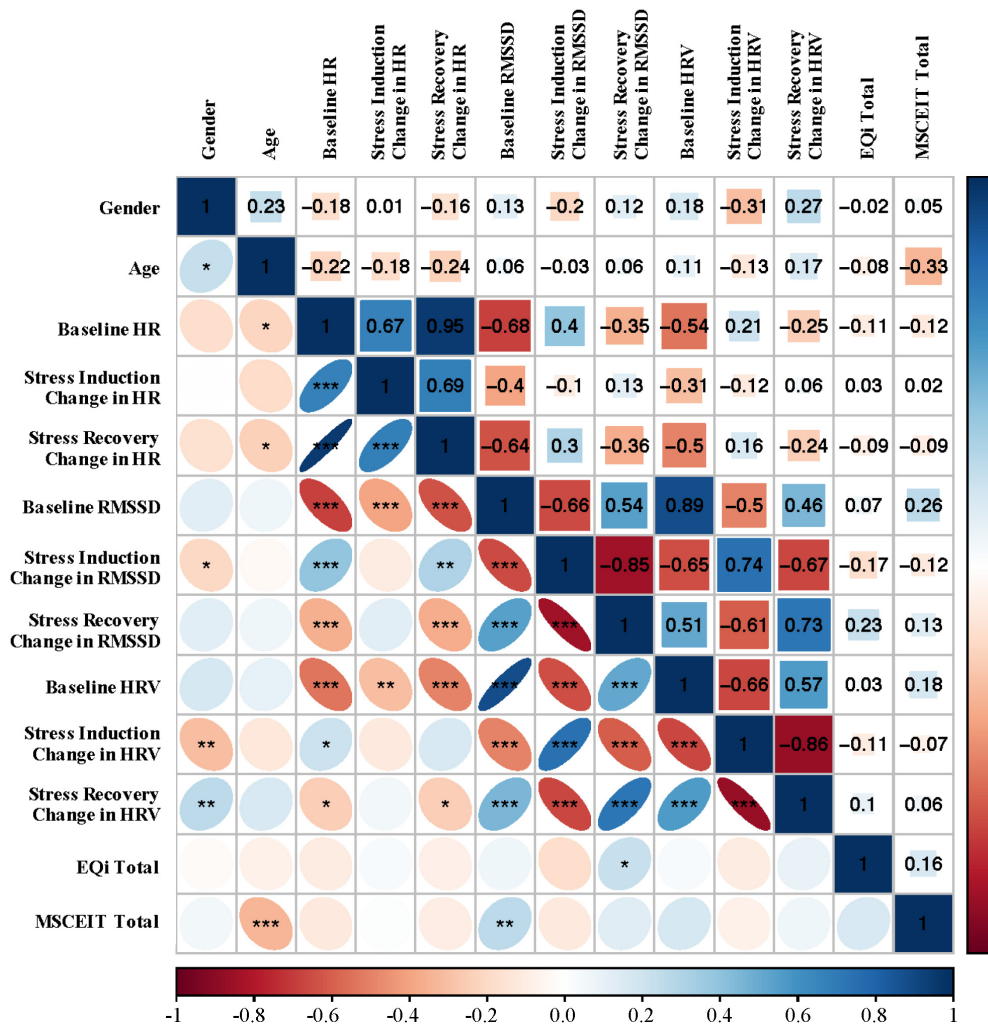 Gender
Age
Baseline HR
Stress Induction
Change in HR
Stress Recovery
Change in HR
Baseline RMSSD
Stress Induction
Change in RMSSD
Stress Recovery
Change in RMSSD
Baseline HRV
Stress Induction
Change in HRV
Stress Recovery
Change in HRV
EQi Total
MSCEIT Total
Gender 1 0.23 −0.18 0.01 −0.16 0.13 −0.2 0.12 0.18 −0.31 0.27 −0.02 0.05
Age * 1 −0.22 −0.18 −0.24 0.06 −0.03 0.06 0.11 −0.13 0.17 −0.08 −0.33
Baseline HR * 1 0.67 0.95 −0.68 0.4 −0.35 −0.54 0.21 −0.25 −0.11 −0.12
Stress Induction
Change in HR *** 1 0.69 −0.4 −0.1 0.13 −0.31 −0.12 0.06 0.03 0.02
Stress Recovery
Change in HR * *** *** 1 −0.64 0.3 −0.36 −0.5 0.16 −0.24 −0.09 −0.09
Baseline RMSSD *** *** *** 1 −0.66 0.54 0.89 −0.5 0.46 0.07 0.26
Stress Induction
Change in RMSSD * *** ** *** 1 −0.85 −0.65 0.74 −0.67 −0.17 −0.12
Stress Recovery
Change in RMSSD *** *** *** *** 1 0.51 −0.61 0.73 0.23 0.13
Baseline HRV *** ** *** *** *** *** 1 −0.66 0.57 0.03 0.18
Stress Induction
Change in HRV ** * *** *** *** *** 1 −0.86 −0.11 −0.07
Stress Recovery
Change in HRV ** * * *** *** *** *** *** 1 0.1 0.06
EQi Total * 1 0.16
MSCEIT Total *** ** 1
-1 -0.8 -0.6 -0.4 -0.2 0.0 0.2 0.4 0.6 0.8 1